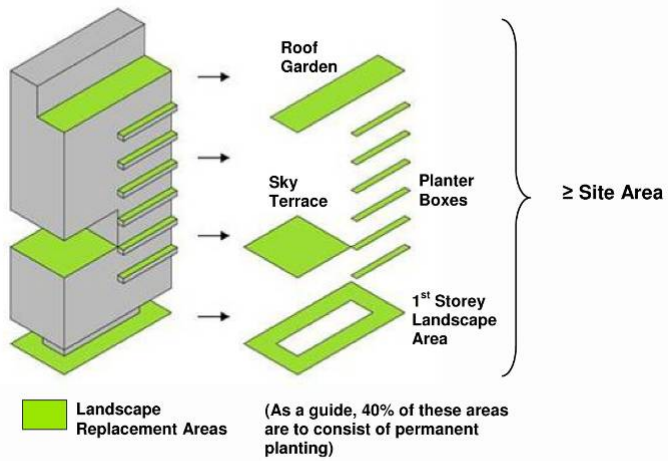 Roof
Garden
Sky
Terrace
Planter
Boxes
≥ Site Area
1st Storey
Landscape
Area
Landscape
Replacement Areas
(As a guide, 40% of these areas
are to consist of permanent
planting)